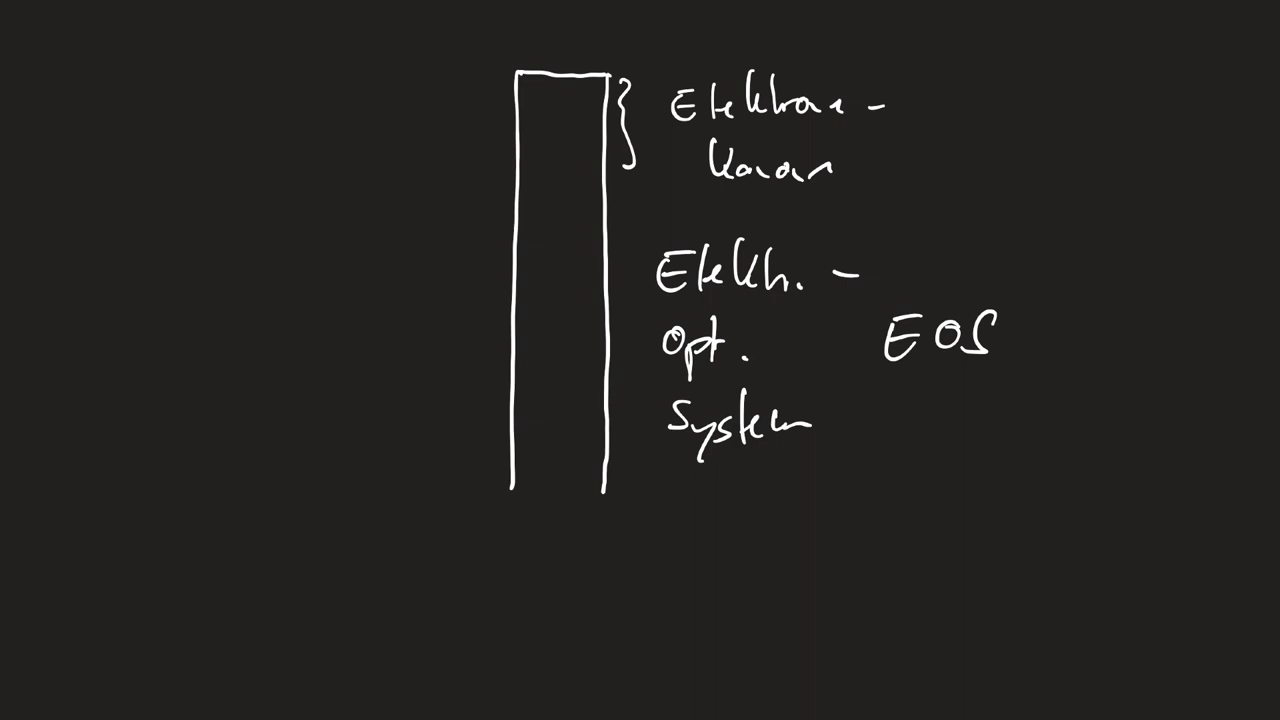 Elektronen-
kanone
Elektr. -
Opt. EOS
System